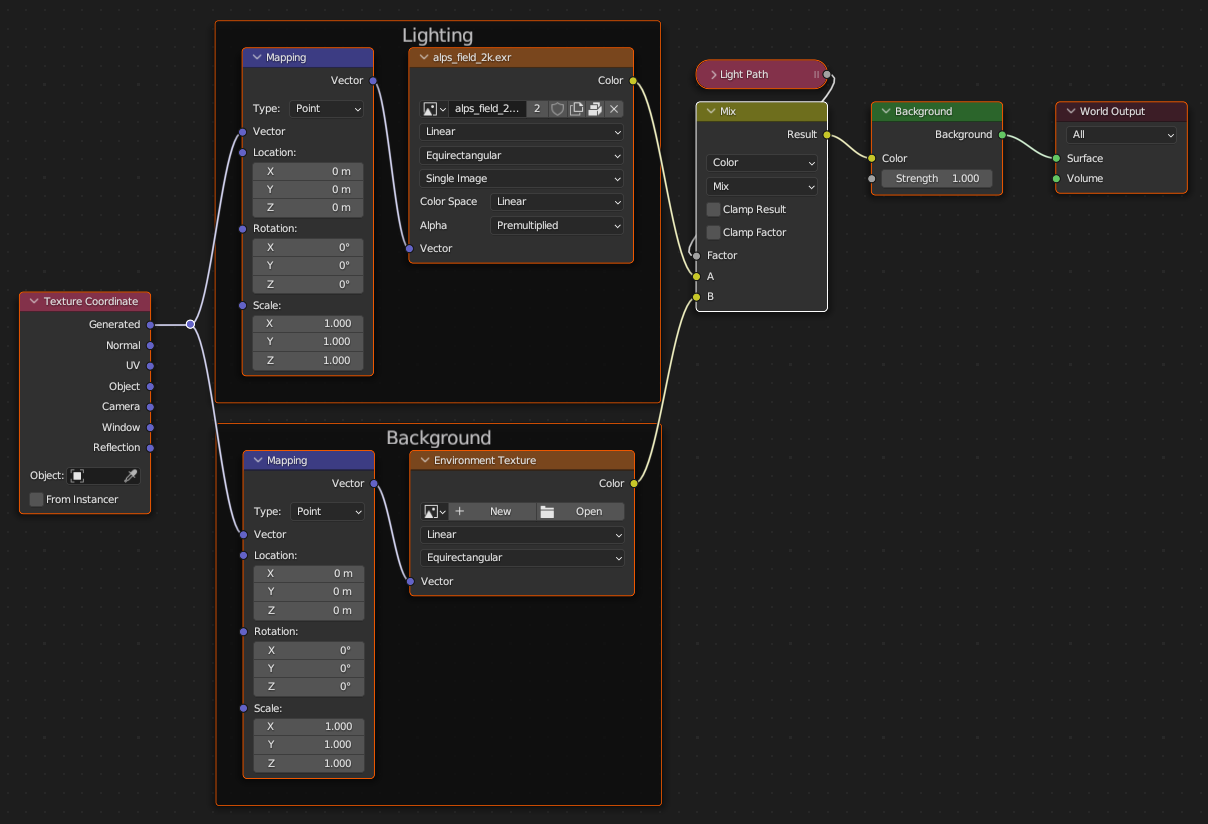 Texture Coordinate
Generated
Normal
UV
Object
Camera
Window
Reflection
Object:
From Instancer
Lighting
Mapping
Vector
Type: Point
Vector
Location:
X 0 m
Y 0 m
Z 0 m
Rotation:
X 0°
Y 0°
Z 0°
Scale:
X 1.000
Y 1.000
Z 1.000
alps_field_2k.exr
Color
alps_field_2... 2
Linear
Equirectangular
Single Image
Color Space Linear
Alpha Premultiplied
Vector
Background
Mapping
Vector
Type: Point
Vector
Location:
X 0 m
Y 0 m
Z 0 m
Rotation:
X 0°
Y 0°
Z 0°
Scale:
X 1.000
Y 1.000
Z 1.000
Environment Texture
Color
New Open
Linear
Equirectangular
Vector
Light Path
Mix
Result
Color
Mix
Clamp Result
Clamp Factor
Factor
A
B
Background
Background
Color
Strength 1.000
World Output
All
Surface
Volume